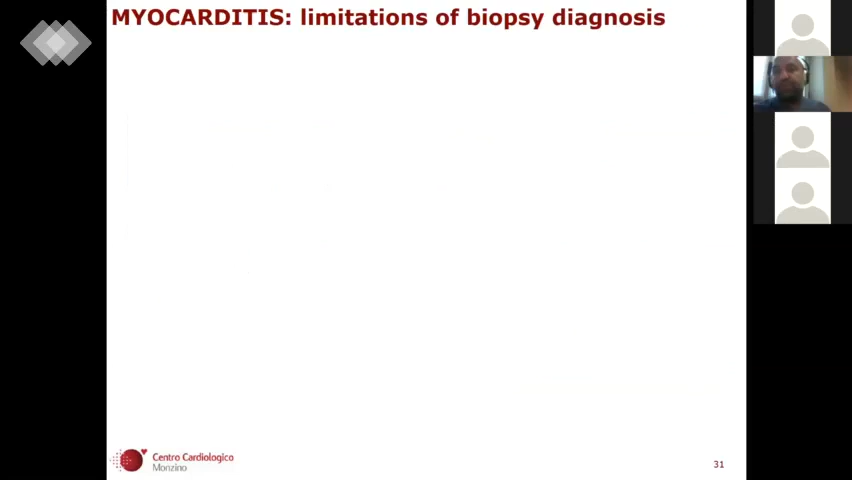 MYOCARDITIS: limitations of biopsy diagnosis
Centro Cardiologico
Monzino
31